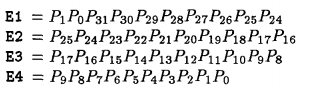 E1 = P₁P₀P₃₁P₃₀P₂₉P₂₈P₂₇P₂₆P₂₅P₂₄
E2 = P₂₅P₂₄P₂₃P₂₂P₂₁P₂₀P₁₉P₁₈P₁₇P₁₆
E3 = P₁₇P₁₆P₁₅P₁₄P₁₃P₁₂P₁₁P₁₀P₉P₈
E4 = P₉P₈P₇P₆P₅P₄P₃P₂P₁P₀